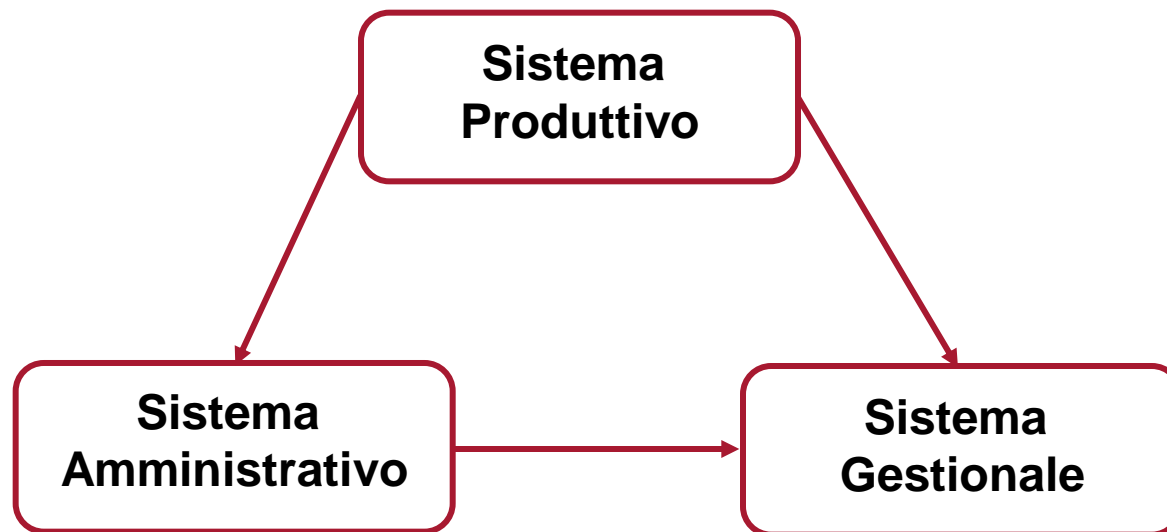 Sistema
Produttivo
Sistema
Amministrativo
Sistema
Gestionale